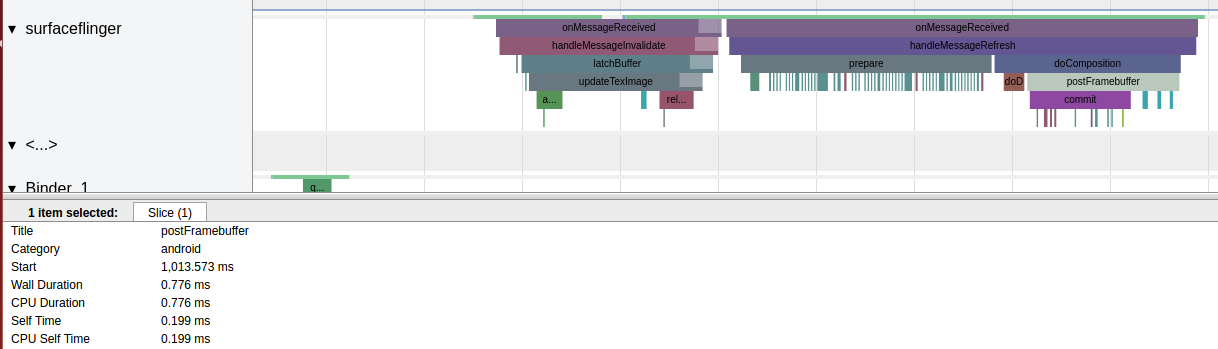 ▼ surfaceflinger
onMessageReceived onMessageReceived
handleMessageInvalidate handleMessageRefresh
latchBuffer prepare doComposition
updateTexImage doD postFramebuffer
a... rel... commit
▼ <...>
▼ Binder_1
q...
1 item selected: Slice (1)
Title postFramebuffer
Category android
Start 1,013.573 ms
Wall Duration 0.776 ms
CPU Duration 0.776 ms
Self Time 0.199 ms
CPU Self Time 0.199 ms